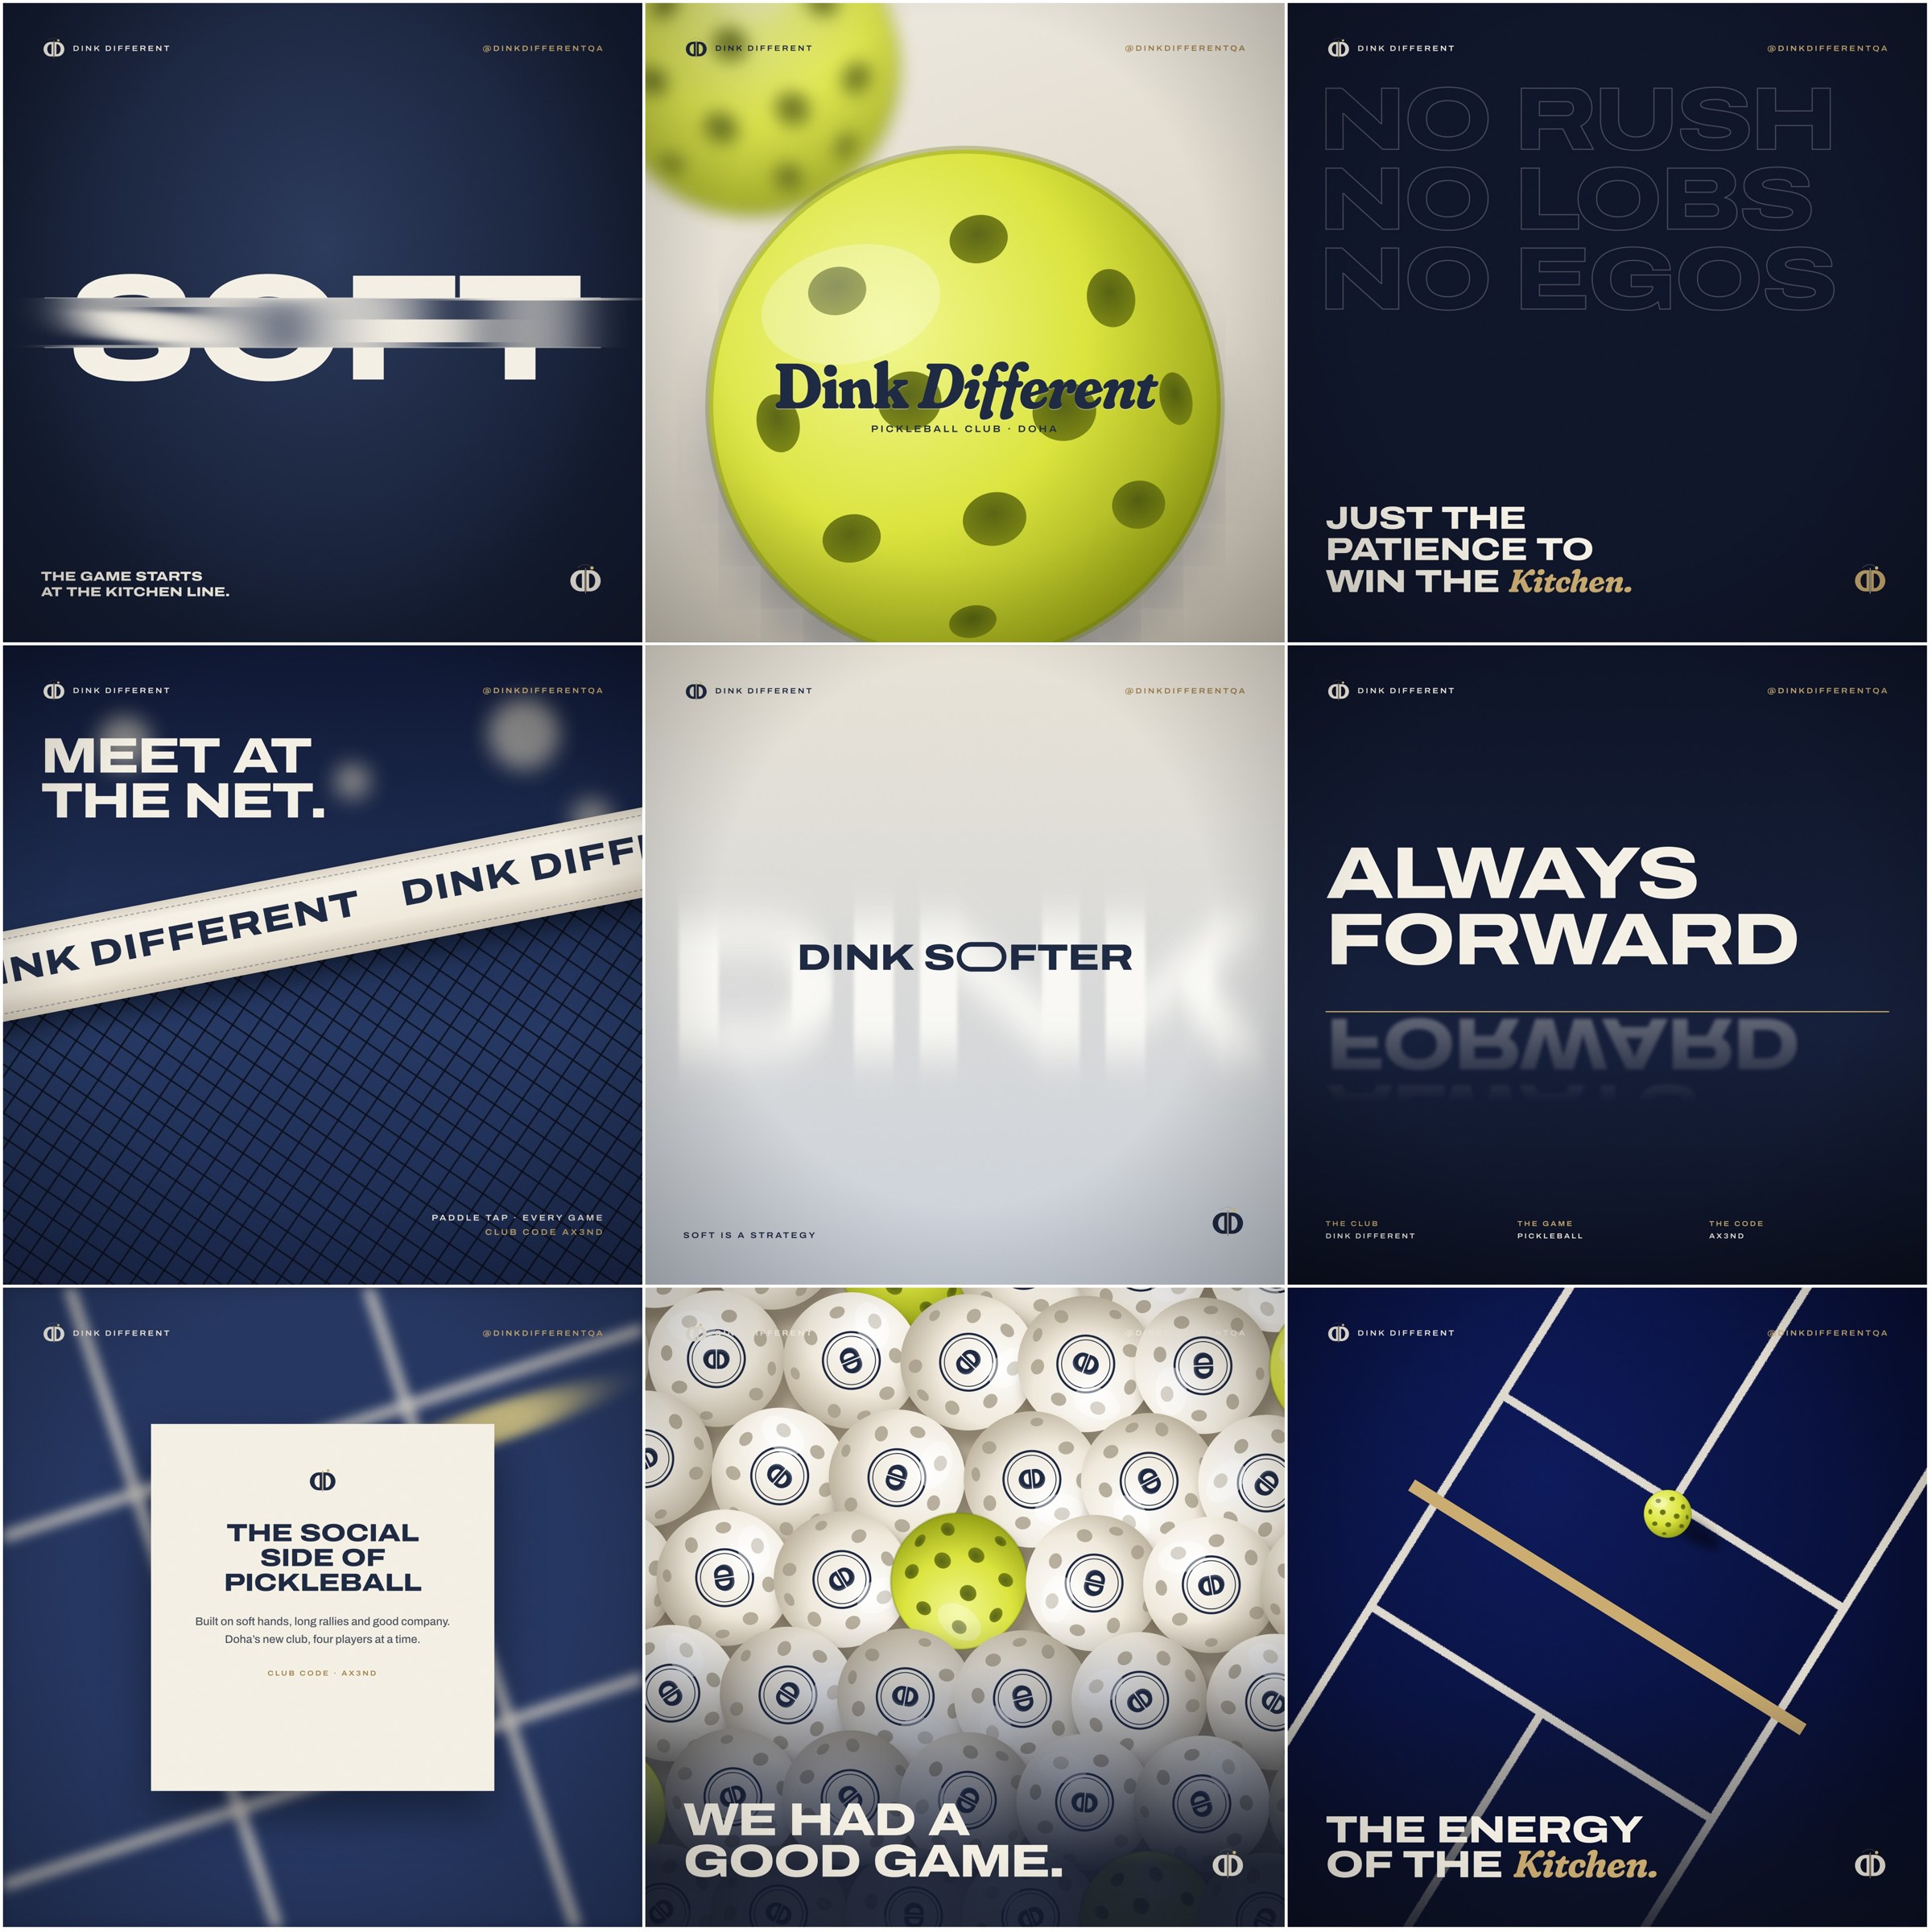 DINK DIFFERENT
@DINKDIFFERENTQA
SOFT
THE GAME STARTS
AT THE KITCHEN LINE.
DINK DIFFERENT
@DINKDIFFERENTQA
Dink Different
PICKLEBALL CLUB · DOHA
DINK DIFFERENT
@DINKDIFFERENTQA
NO RUSH
NO LOBS
NO EGOS
JUST THE
PATIENCE TO
WIN THE Kitchen.
DINK DIFFERENT
@DINKDIFFERENTQA
MEET AT
THE NET.
INK DIFFERENT DINK DIFF
PADDLE TAP · EVERY GAME
CLUB CODE AX3ND
DINK DIFFERENT
@DINKDIFFERENTQA
DINK
DINK SOFTER
SOFT IS A STRATEGY
DINK DIFFERENT
@DINKDIFFERENTQA
ALWAYS
FORWARD
FORWARD
THE CLUB
DINK DIFFERENT
THE GAME
PICKLEBALL
THE CODE
AX3ND
DINK DIFFERENT
@DINKDIFFERENTQA
THE SOCIAL
SIDE OF
PICKLEBALL
Built on soft hands, long rallies and good company.
Doha's new club, four players at a time.
CLUB CODE · AX3ND
WE HAD A
GOOD GAME.
DINK DIFFERENT
@DINKDIFFERENTQA
THE ENERGY
OF THE Kitchen.